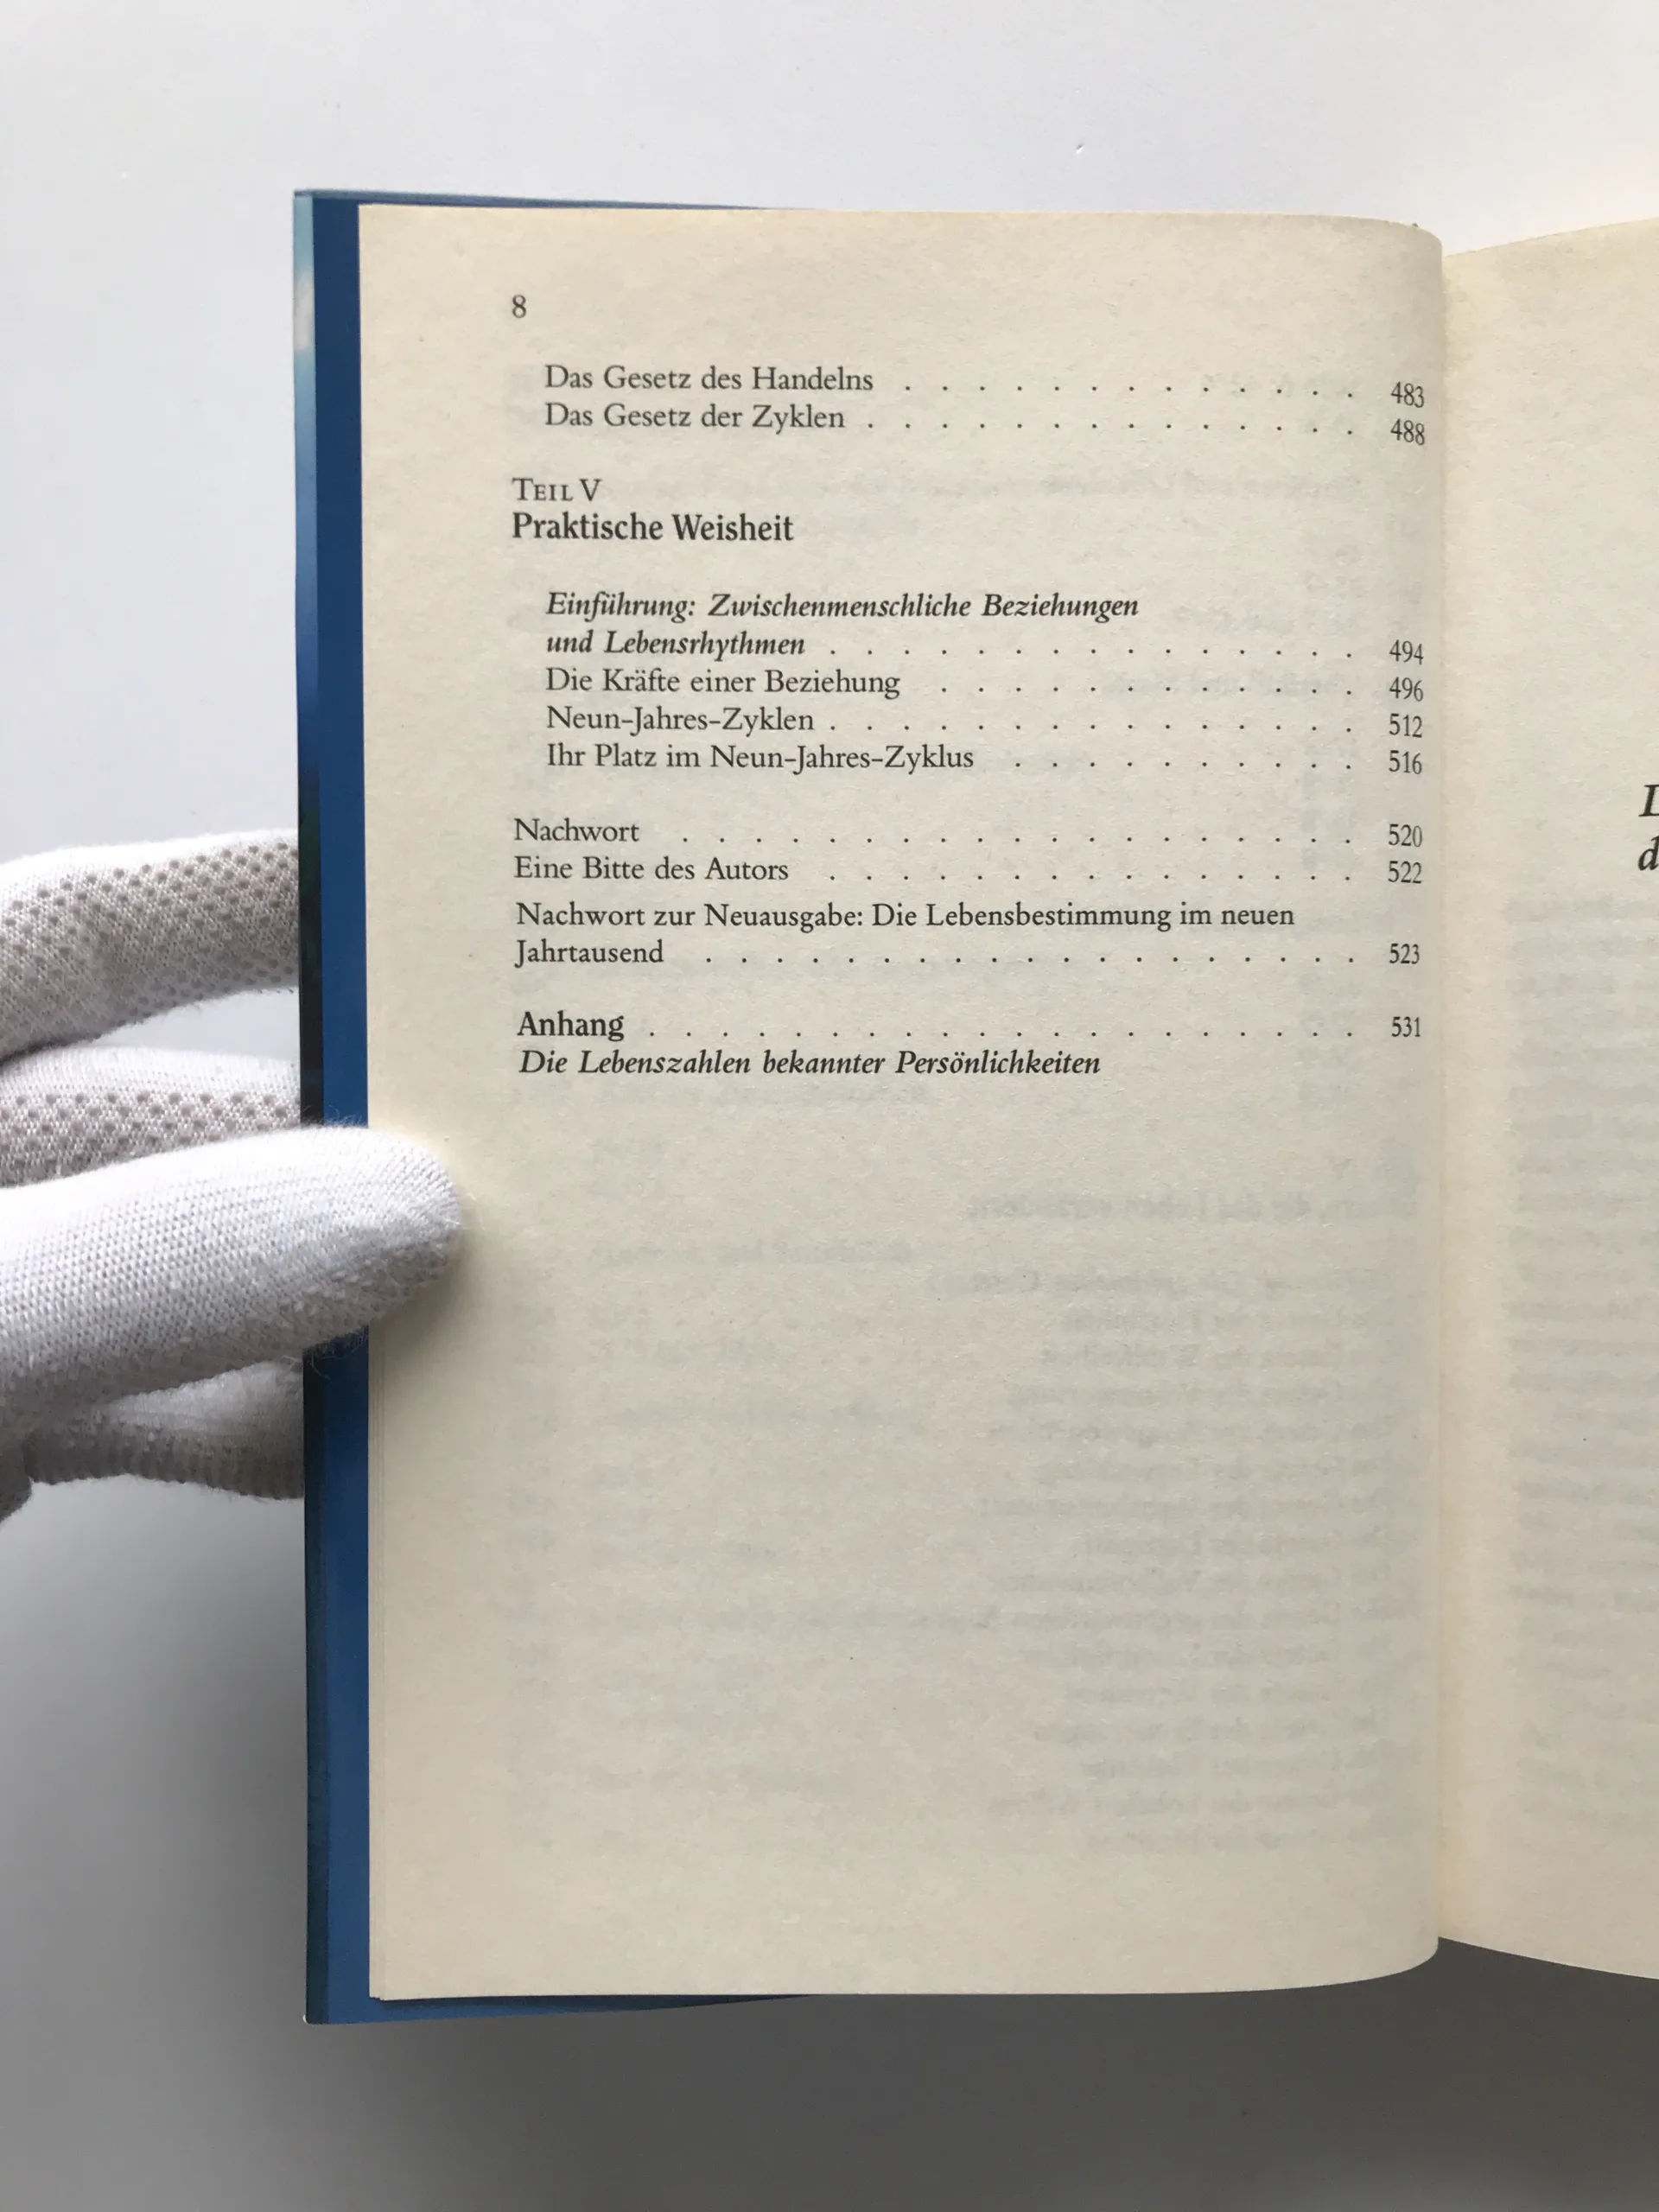 8
Das Gesetz des Handelns . . . . . . . . . . . . . 483
Das Gesetz der Zyklen . . . . . . . . . . . . . . 488
TEIL V
Praktische Weisheit
Einführung: Zwischenmenschliche Beziehungen
und Lebensrhythmen . . . . . . . . . . . . . . . 494
Die Kräfte einer Beziehung . . . . . . . . . . . . 496
Neun-Jahres-Zyklen . . . . . . . . . . . . . . . 512
Ihr Platz im Neun-Jahres-Zyklus . . . . . . . . . . 516
Nachwort . . . . . . . . . . . . . . . . . . . 520
Eine Bitte des Autors . . . . . . . . . . . . . . . 522
Nachwort zur Neuausgabe: Die Lebensbestimmung im neuen
Jahrtausend . . . . . . . . . . . . . . . . . . . 523
Anhang . . . . . . . . . . . . . . . . . . . . 531
Die Lebenszahlen bekannter Persönlichkeiten